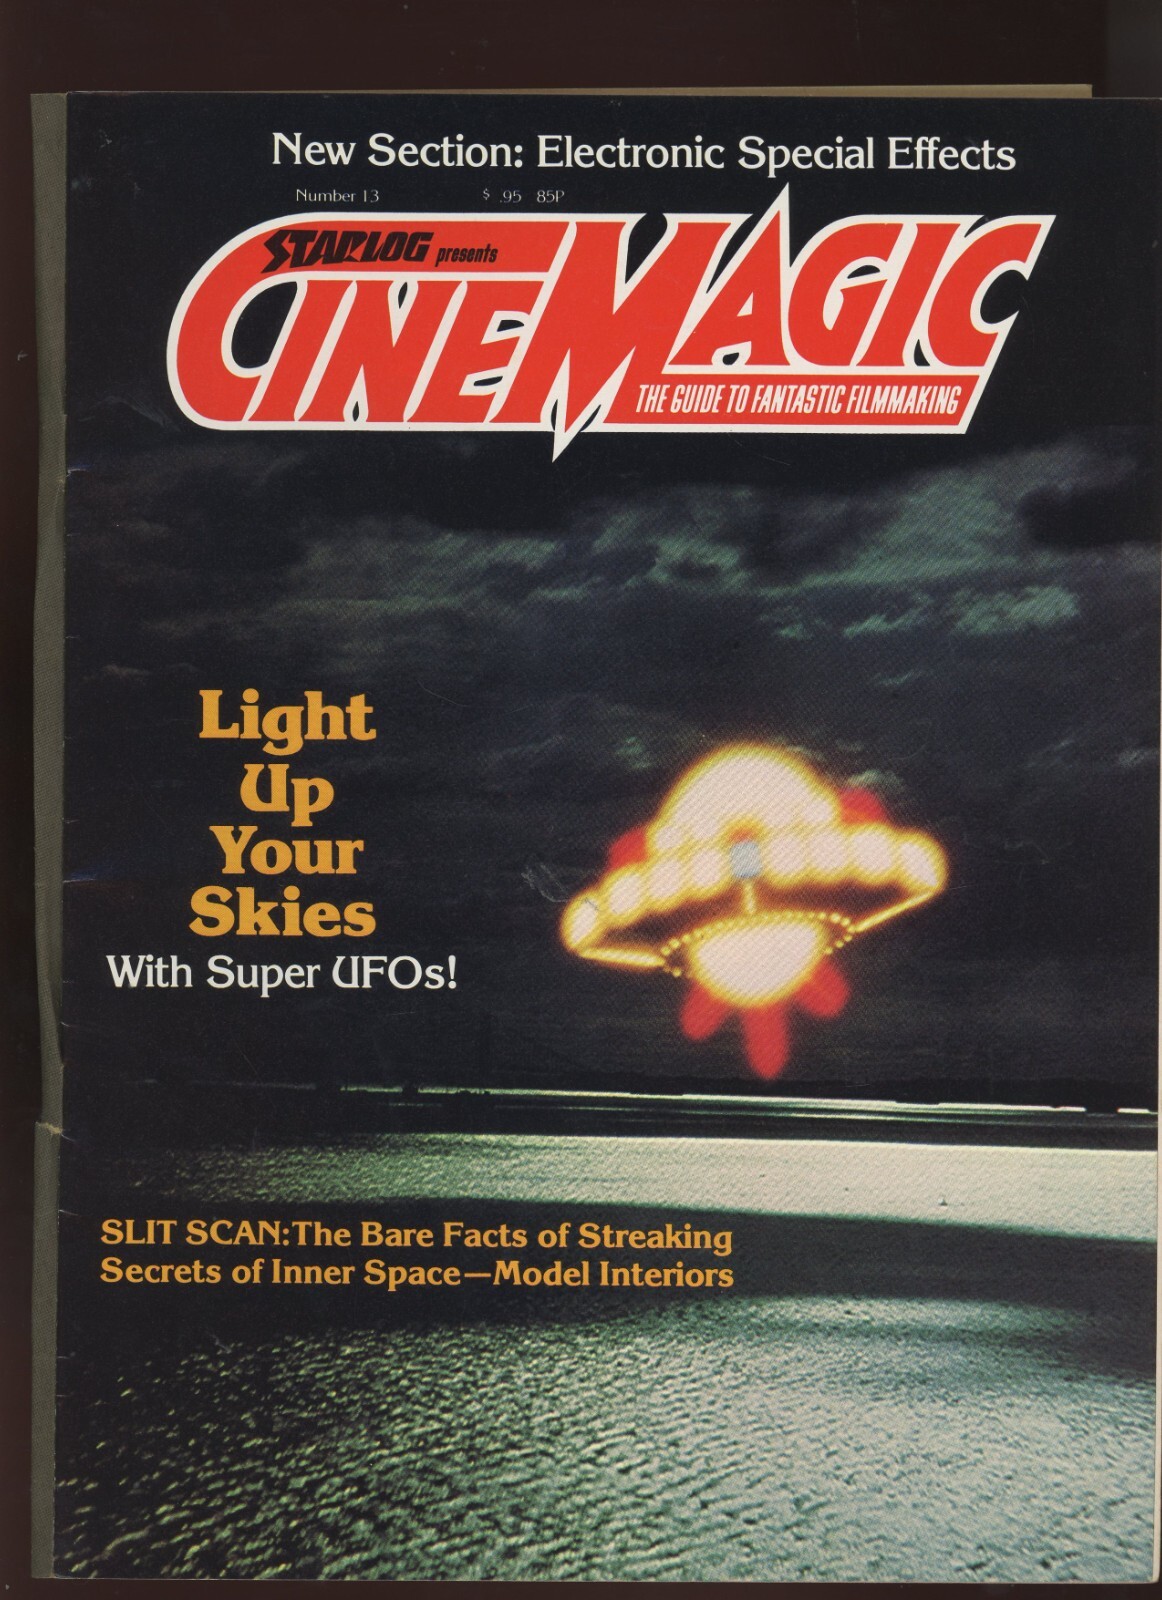 New Section: Electronic Special Effects
Number 13 $ .95 85P
STARLOG presents
CINEMAGIC
THE GUIDE TO FANTASTIC FILMMAKING
Light
Up
Your
Skies
With Super UFOs!
SLIT SCAN:The Bare Facts of Streaking
Secrets of Inner Space—Model Interiors